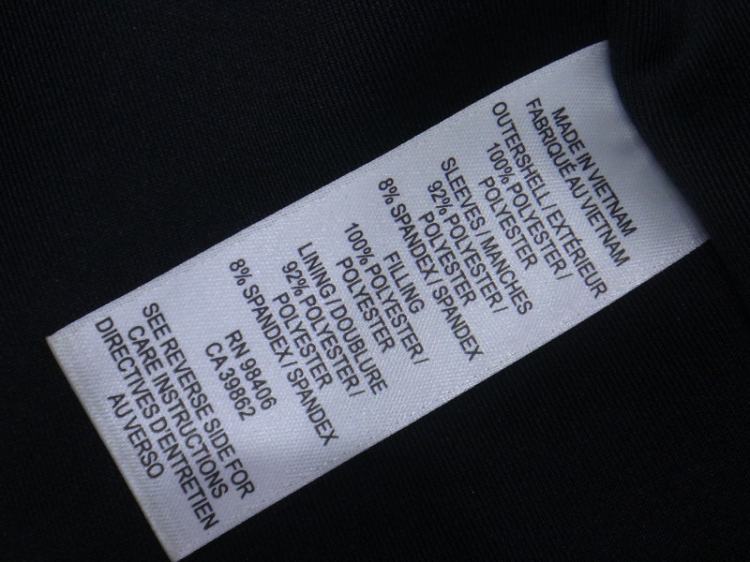 MADE IN VIETNAM
FABRIQUÉ AU VIETNAM
OUTERSHELL / EXTÉRIEUR
100% POLYESTER /
POLYESTER
SLEEVES / MANCHES
92% POLYESTER /
POLYESTER
8% SPANDEX / SPANDEX
FILLING
100% POLYESTER /
POLYESTER
LINING / DOUBLURE
92% POLYESTER /
POLYESTER
8% SPANDEX / SPANDEX
RN 98406
CA 39862
SEE REVERSE SIDE FOR
CARE INSTRUCTIONS
DIRECTIVES D'ENTRETIEN
AU VERSO